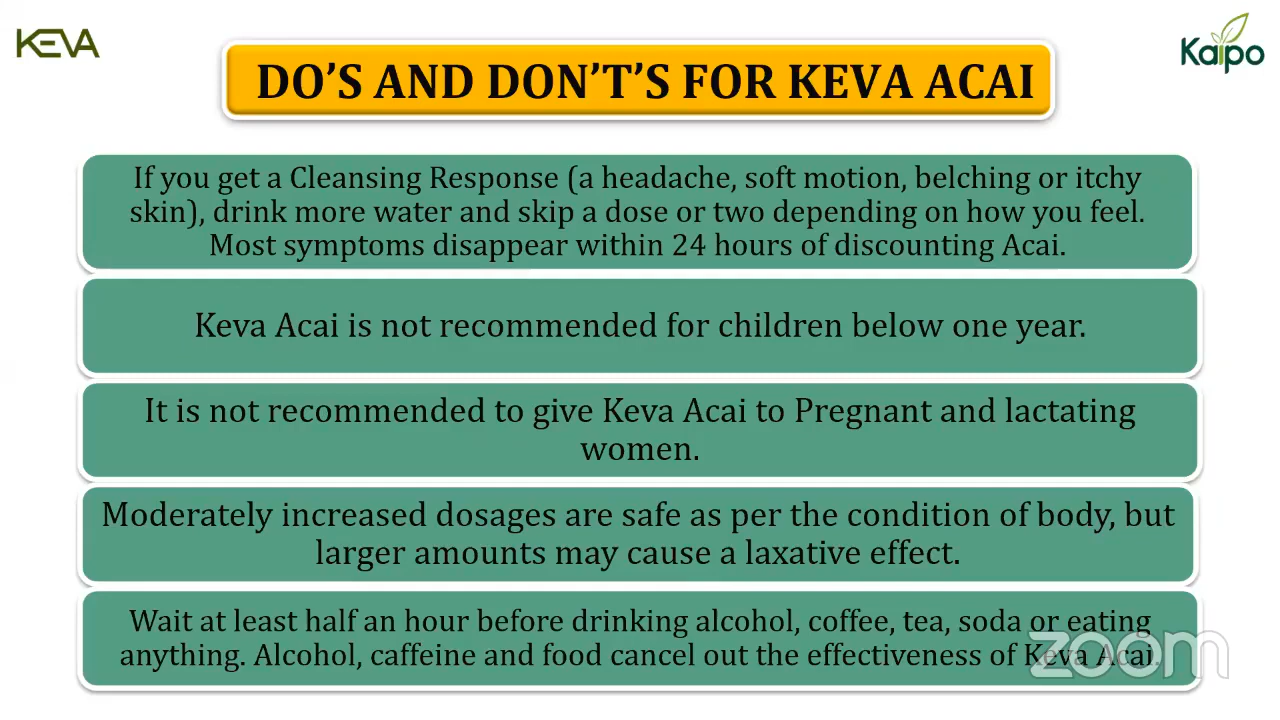 KEVA
Kaipo
DO’S AND DON’T’S FOR KEVA ACAI
If you get a Cleansing Response (a headache, soft motion, belching or itchy
skin), drink more water and skip a dose or two depending on how you feel.
Most symptoms disappear within 24 hours of discounting Acai.
Keva Acai is not recommended for children below one year.
It is not recommended to give Keva Acai to Pregnant and lactating
women.
Moderately increased dosages are safe as per the condition of body, but
larger amounts may cause a laxative effect.
Wait at least half an hour before drinking alcohol, coffee, tea, soda or eating
anything. Alcohol, caffeine and food cancel out the effectiveness of Keva Acai.
zoom